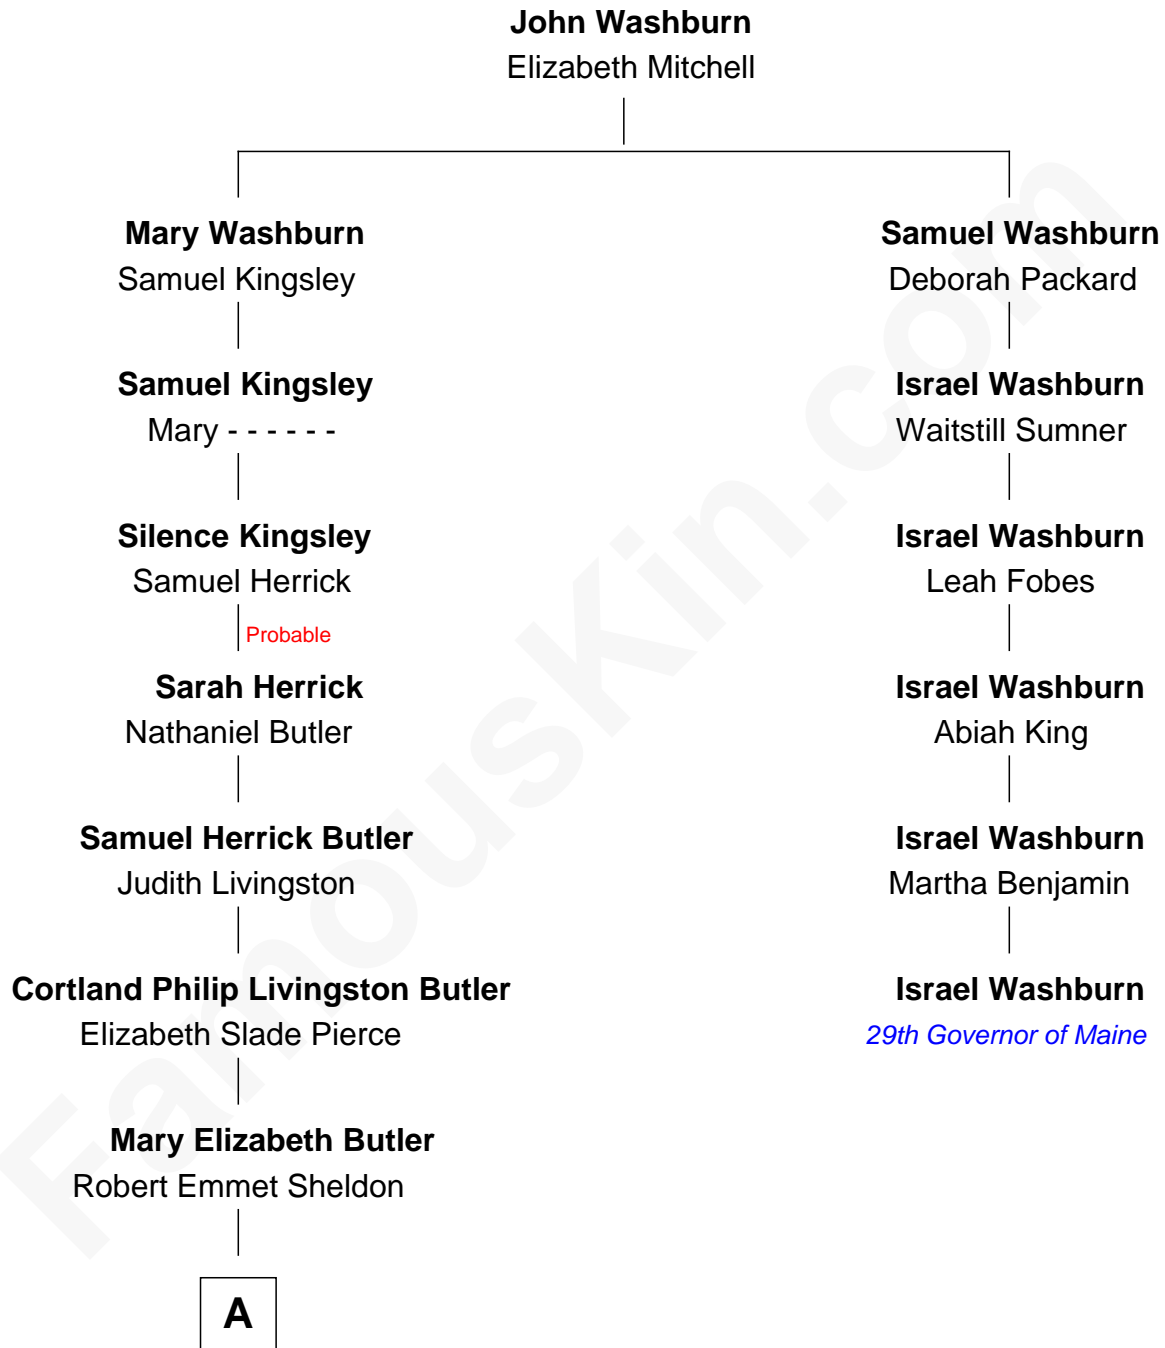 John Washburn
Elizabeth Mitchell
Mary Washburn
Samuel Kingsley
Samuel Kingsley
Mary - - - - - -
Silence Kingsley
Samuel Herrick
Probable
Sarah Herrick
Nathaniel Butler
Samuel Herrick Butler
Judith Livingston
Cortland Philip Livingston Butler
Elizabeth Slade Pierce
Mary Elizabeth Butler
Robert Emmet Sheldon
A
Samuel Washburn
Deborah Packard
Israel Washburn
Waitstill Sumner
Israel Washburn
Leah Fobes
Israel Washburn
Abiah King
Israel Washburn
Martha Benjamin
Israel Washburn
29th Governor of Maine
FamousKin.com